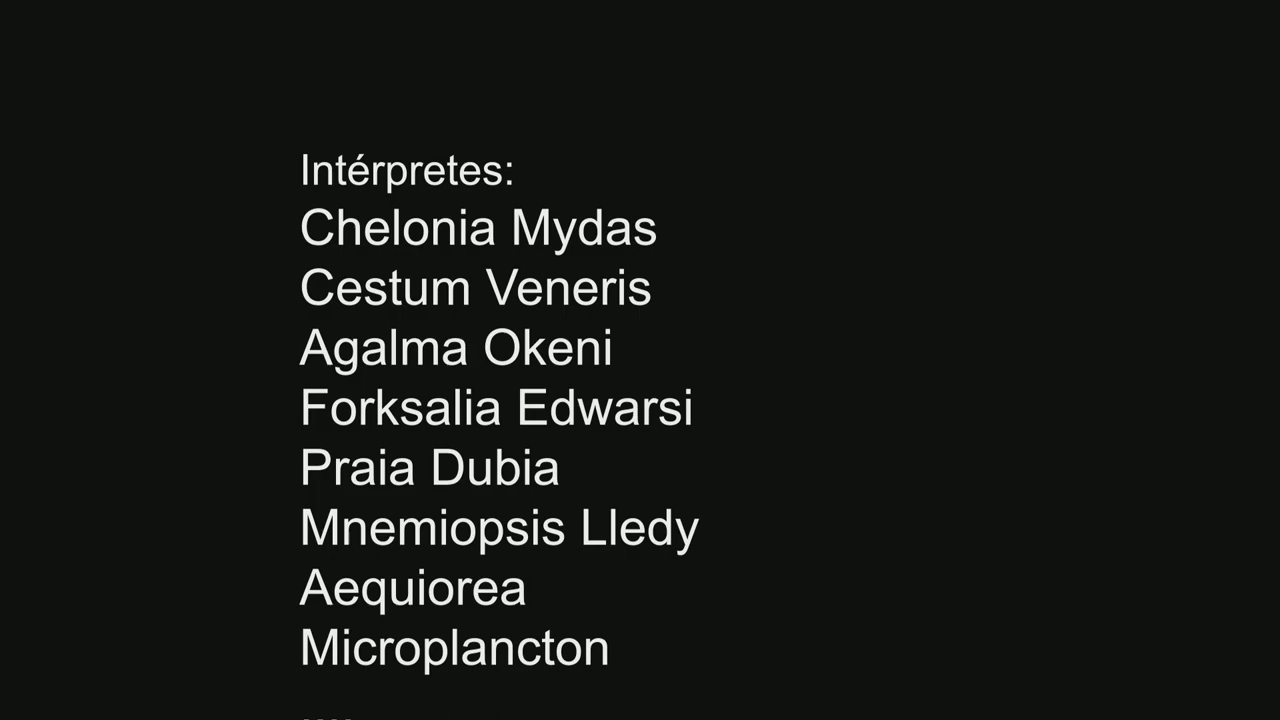 Intérpretes:
Chelonia Mydas
Cestum Veneris
Agalma Okeni
Forksalia Edwarsi
Praia Dubia
Mnemiopsis Lledy
Aequiorea
Microplancton